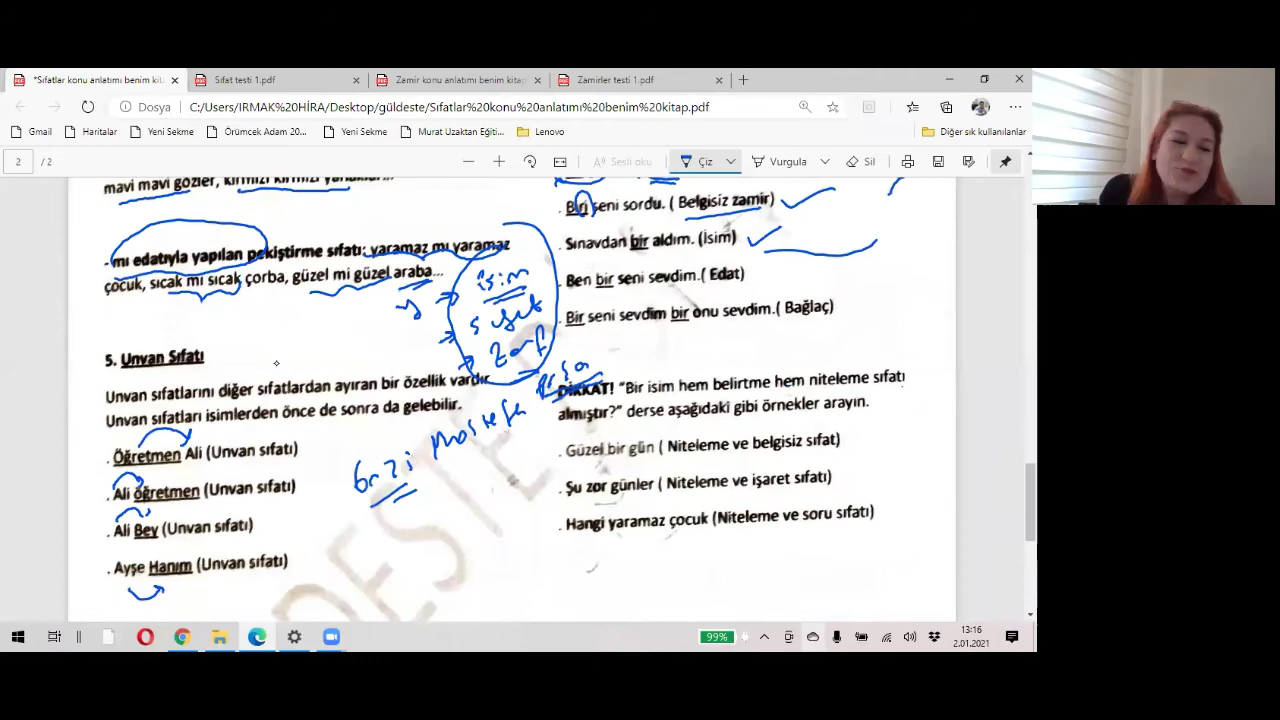 *Sıfatlar konu anlatımı benim kit
Sıfat testi 1.pdf
Zamir konu anlatımı benim kitap
Zamirler testi 1.pdf
Dosya
C:/Users/IRMAK%20HİRA/Desktop/güldeste/Sıfatlar%20konu%20anlatımı%20benim%20kitap.pdf
Gmail
Haritalar
Yeni Sekme
Örümcek Adam 20...
Yeni Sekme
Murat Uzaktan Eğiti...
Lenovo
Diğer sık kullanılanlar
2 / 2
Sesli oku
Çiz
Vurgula
Sil
mavi mavi gözler, kırmızı kırmızı yanaklar...
- mı edatıyla yapılan pekiştirme sıfatı: yaramaz mı yaramaz
çocuk, sıcak mı sıcak çorba, güzel mi güzel araba...
isim
sıfat
zarf
5. Unvan Sıfatı
Unvan sıfatlarını diğer sıfatlardan ayıran bir özellik vardır.
Unvan sıfatları isimlerden önce de sonra da gelebilir.
. Öğretmen Ali (Unvan sıfatı)
. Ali öğretmen (Unvan sıfatı)
. Ali Bey (Unvan sıfatı)
. Ayşe Hanım (Unvan sıfatı)
Gazi Mustafa Paşa
. Biri seni sordu. ( Belgisiz zamir)
. Sınavdan bir aldım. (İsim)
. Ben bir seni sevdim.( Edat)
. Bir seni sevdim bir onu sevdim.( Bağlaç)
DİKKAT! "Bir isim hem belirtme hem niteleme sıfatı
almıştır?" derse aşağıdaki gibi örnekler arayın.
. Güzel bir gün ( Niteleme ve belgisiz sıfat)
. Şu zor günler ( Niteleme ve işaret sıfatı)
. Hangi yaramaz çocuk (Niteleme ve soru sıfatı)
DESTE
99%
13:16
2.01.2021